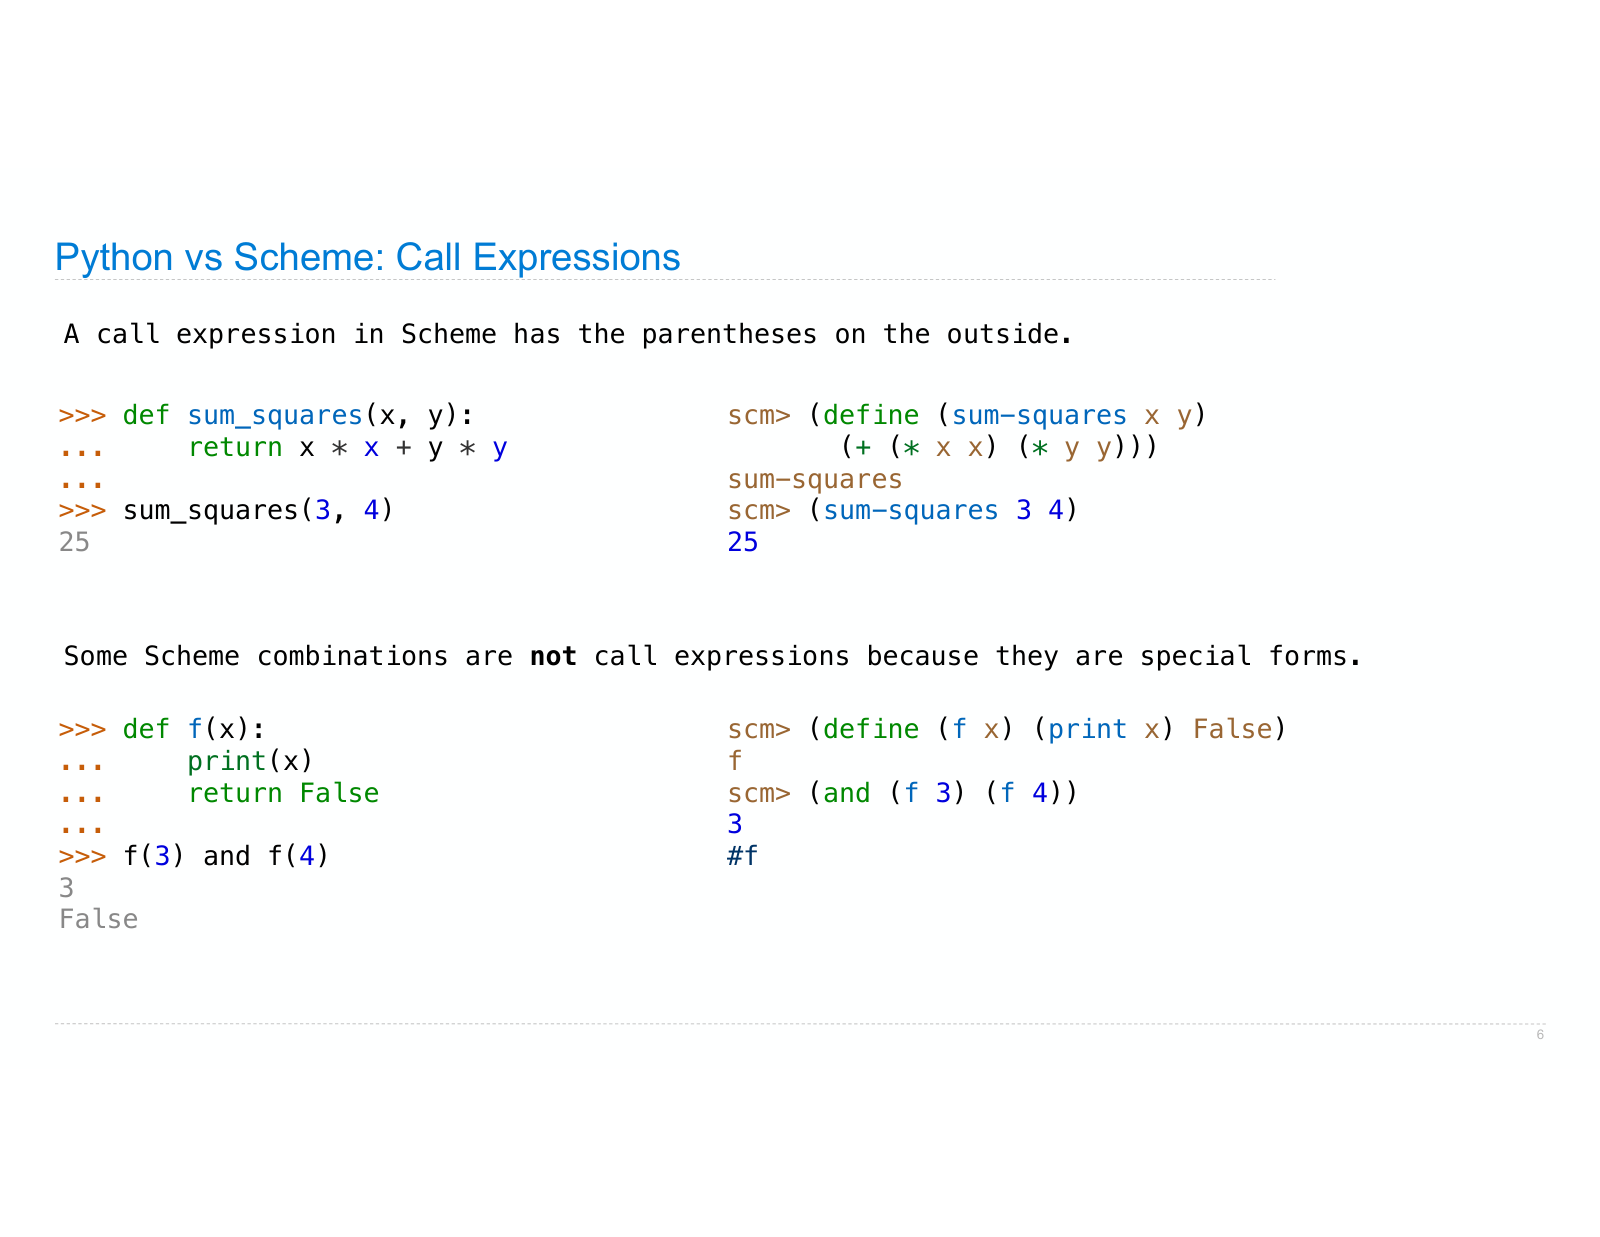 Python vs Scheme: Call Expressions
A call expression in Scheme has the parentheses on the outside.
>>> def sum_squares(x, y):
...     return x * x + y * y
...
>>> sum_squares(3, 4)
25
scm> (define (sum-squares x y)
       (+ (* x x) (* y y)))
sum-squares
scm> (sum-squares 3 4)
25
Some Scheme combinations are not call expressions because they are special forms.
>>> def f(x):
...     print(x)
...     return False
...
>>> f(3) and f(4)
3
False
scm> (define (f x) (print x) False)
f
scm> (and (f 3) (f 4))
3
#f
6